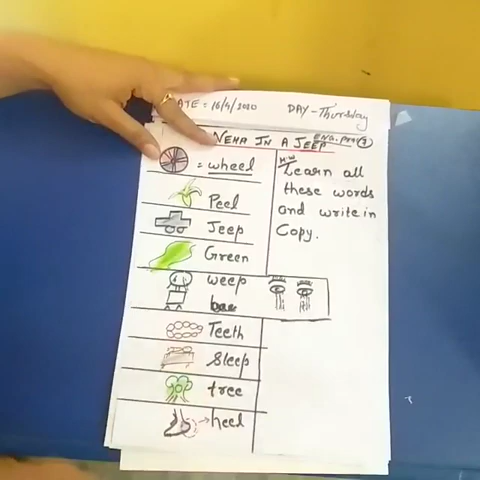 DATE = 16/4/2020 DAY - Thursday
NEHA IN A JEEP ENG.
= wheel
Peel
Jeep
Green
weep
Teeth
Sleep
tree
heel
H.W
Learn all
these words
and write in
Copy.